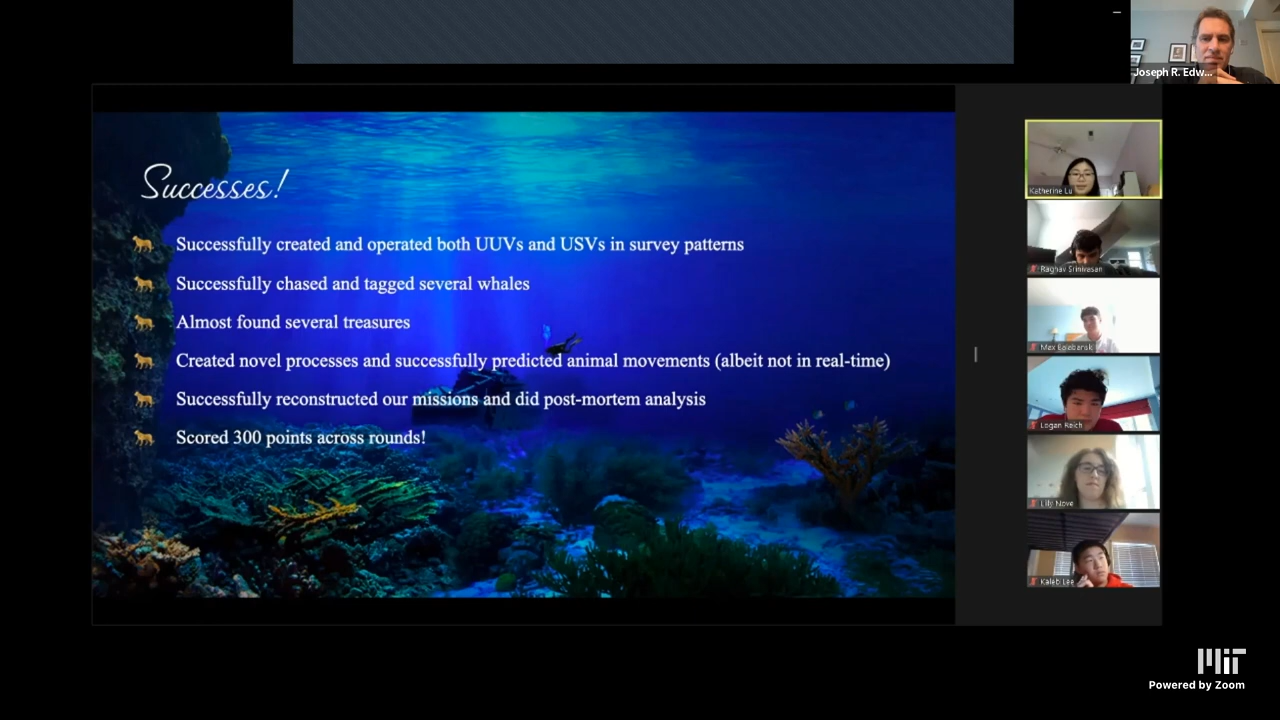 Joseph R. Edw...
Successes!
Successfully created and operated both UUVs and USVs in survey patterns
Successfully chased and tagged several whales
Almost found several treasures
Created novel processes and successfully predicted animal movements (albeit not in real-time)
Successfully reconstructed our missions and did post-mortem analysis
Scored 300 points across rounds!
Katherine Lu
Raghav Srinivasan
Max
Logan Reich
Lilly Nove
Kaleb Lee
MIT
Powered by Zoom